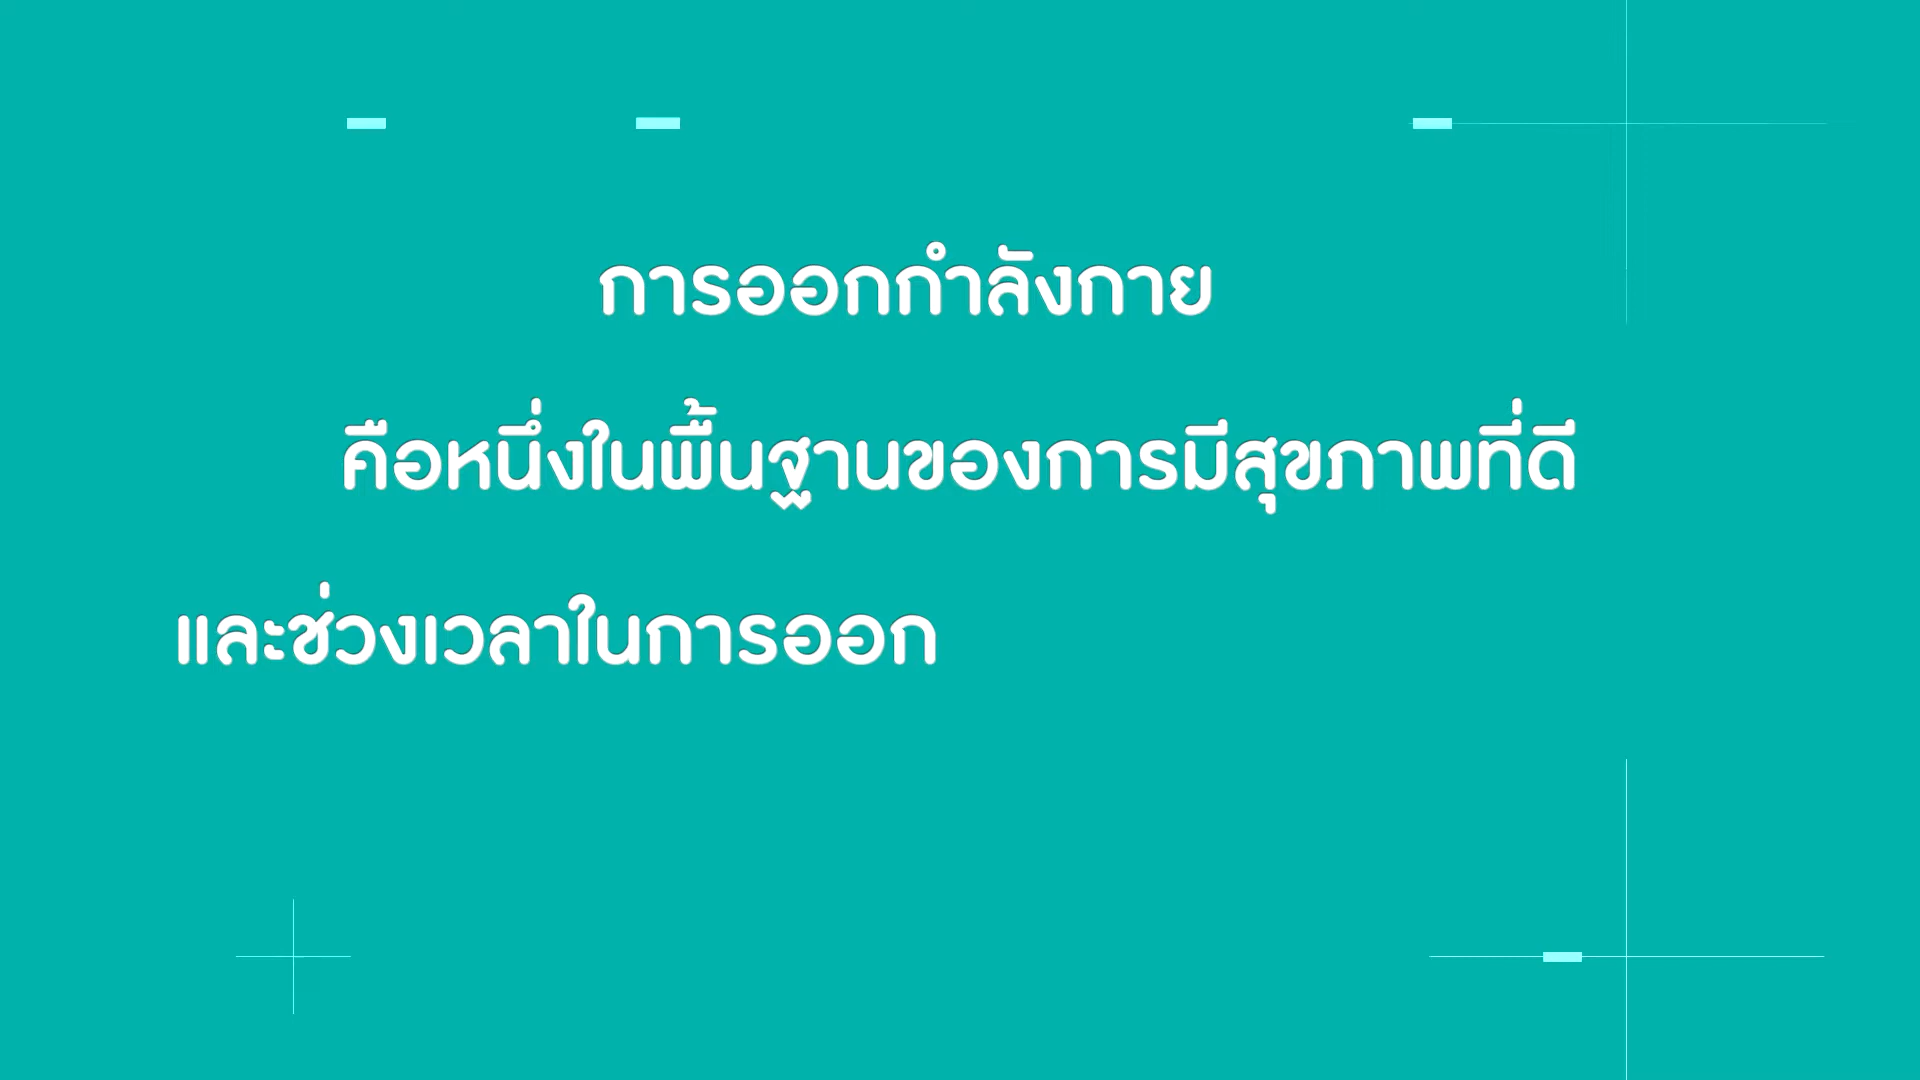 การออกกำลังกาย
คือหนึ่งในพื้นฐานของการมีสุขภาพที่ดี
และช่วงเวลาในการออก